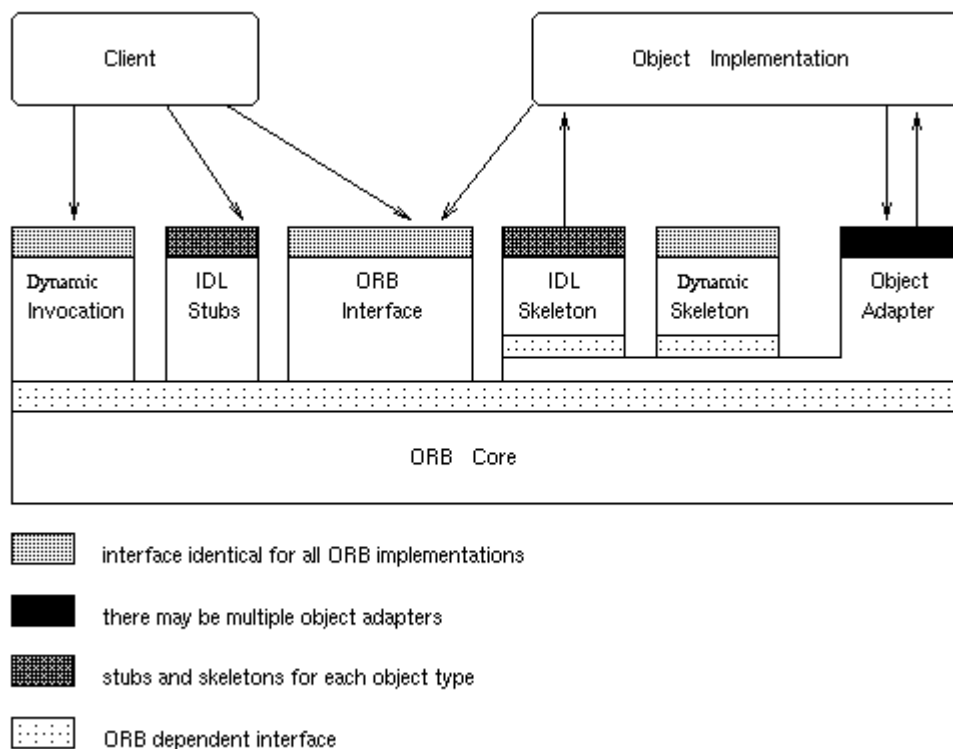 Client
Object Implementation
Dynamic
Invocation
IDL
Stubs
ORB
Interface
IDL
Skeleton
Dynamic
Skeleton
Object
Adapter
ORB Core
interface identical for all ORB implementations
there may be multiple object adapters
stubs and skeletons for each object type
ORB dependent interface